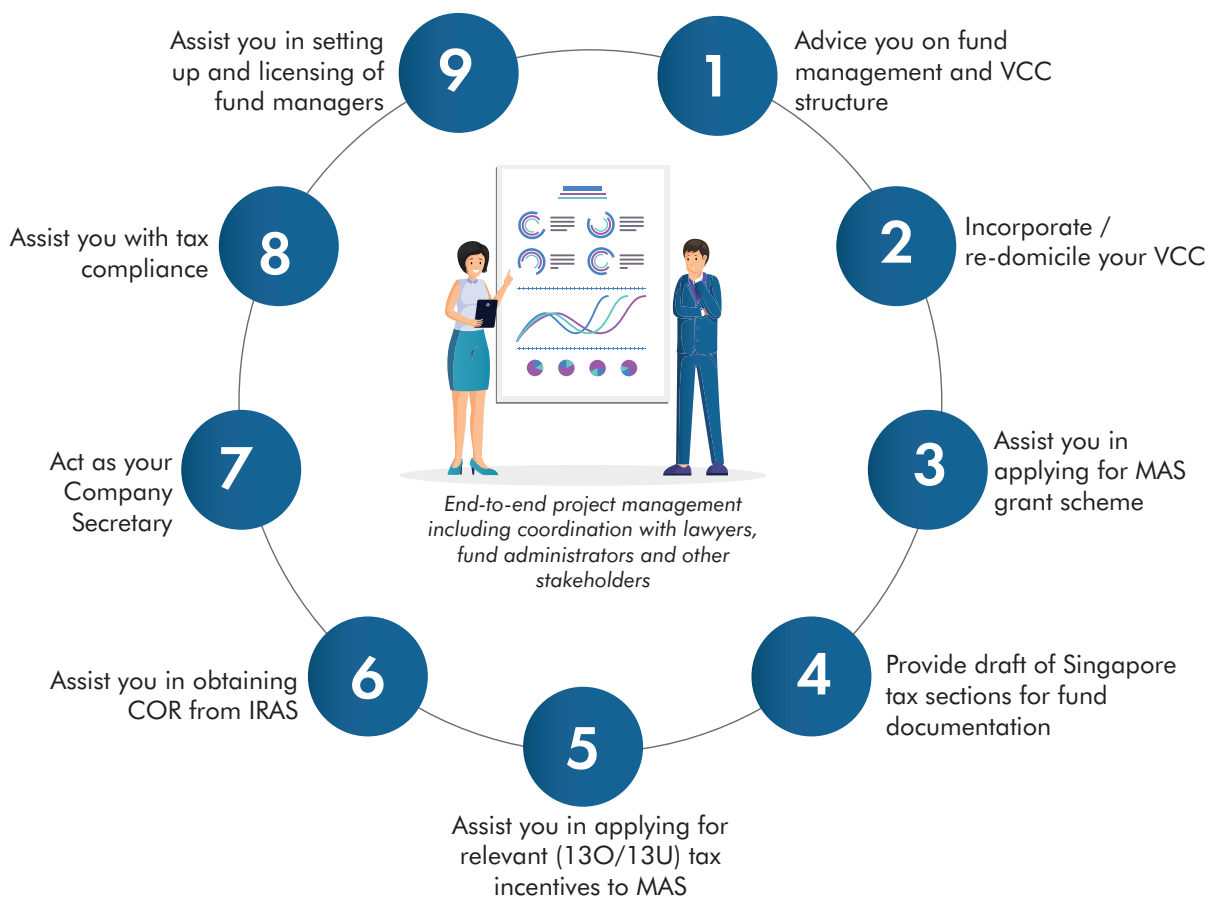 1
Advice you on fund
management and VCC
structure
2
Incorporate /
re-domicile your VCC
3
Assist you in
applying for MAS
grant scheme
4
Provide draft of Singapore
tax sections for fund
documentation
5
Assist you in applying for
relevant (13O/13U) tax
incentives to MAS
6
Assist you in obtaining
COR from IRAS
7
Act as your
Company
Secretary
8
Assist you with tax
compliance
9
Assist you in setting
up and licensing of
fund managers
End-to-end project management
including coordination with lawyers,
fund administrators and other
stakeholders